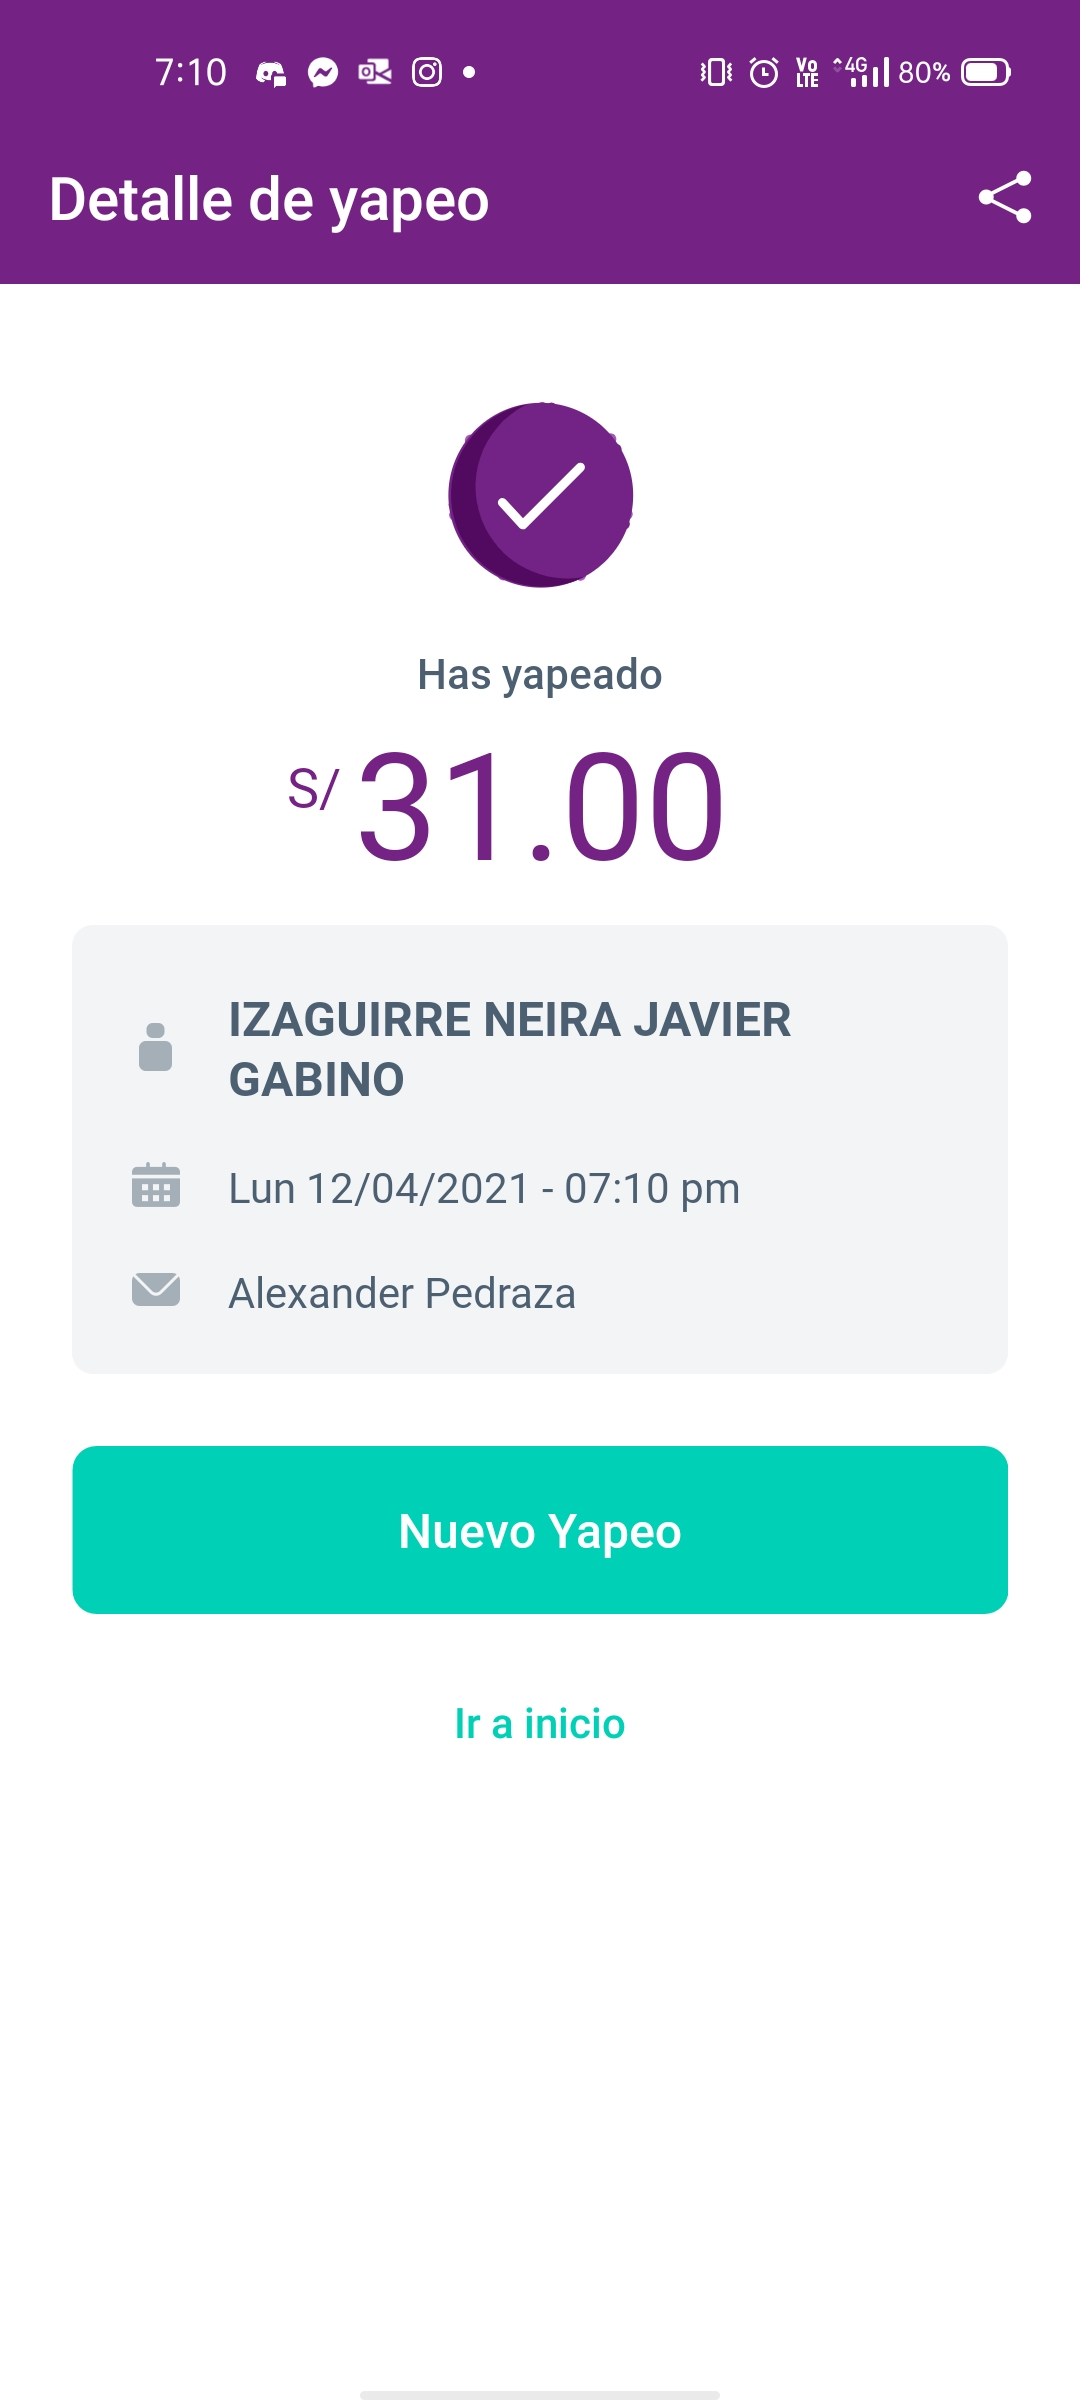 7:10
Vo
LTE
4G
80%
Detalle de yapeo
Has yapeado
S/ 31.00
IZAGUIRRE NEIRA JAVIER
GABINO
Lun 12/04/2021 - 07:10 pm
Alexander Pedraza
Nuevo Yapeo
Ir a inicio